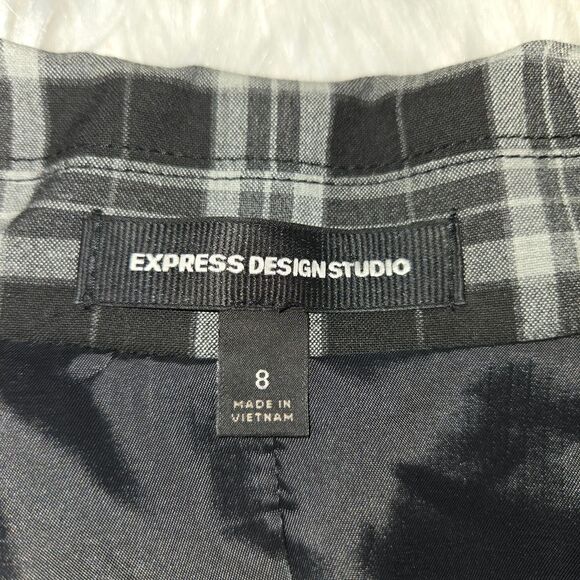 EXPRESS DESIGN STUDIO
8
MADE IN
VIETNAM